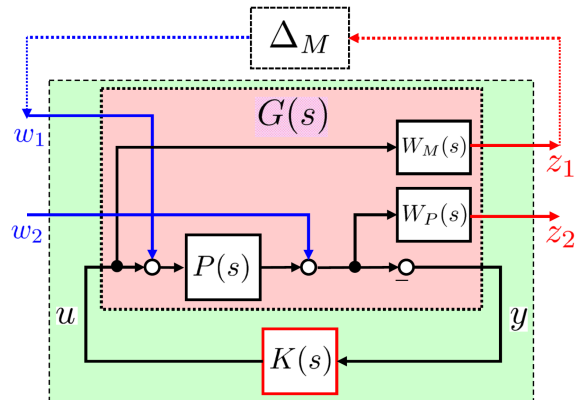 Δ_M
G(s)
w_1
W_M(s)
z_1
W_P(s)
w_2
z_2
P(s)
−
u
y
K(s)